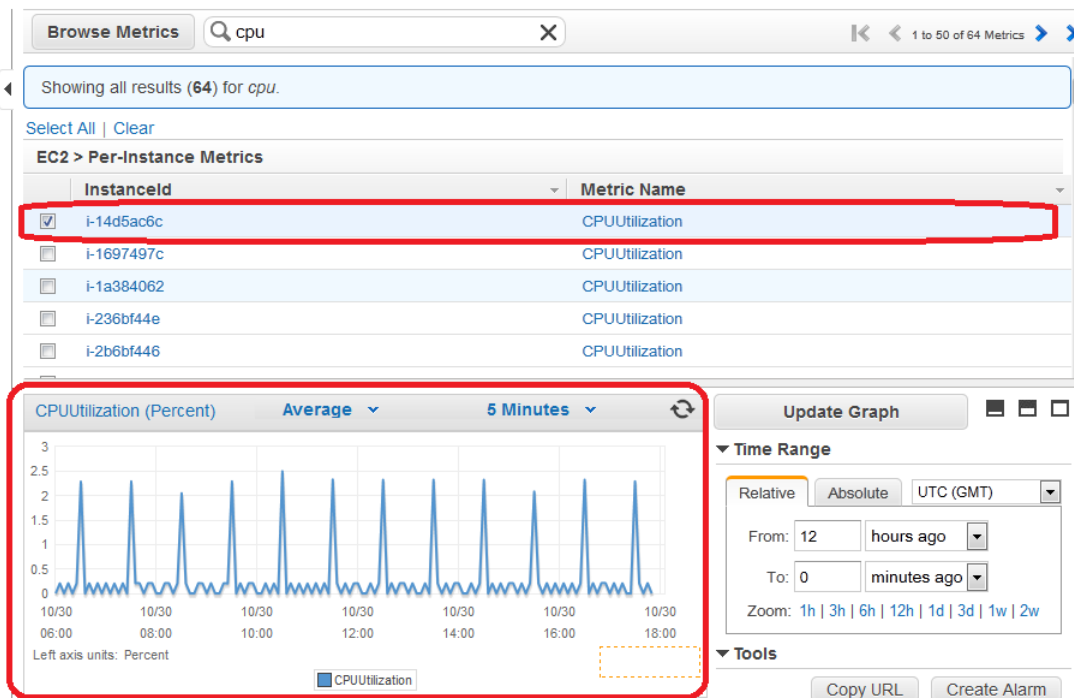 Browse Metrics cpu 1 to 50 of 64 Metrics
Showing all results (64) for cpu.
Select All | Clear
EC2 > Per-Instance Metrics
InstanceId Metric Name
i-14d5ac6c CPUUtilization
i-1697497c CPUUtilization
i-1a384062 CPUUtilization
i-236bf44e CPUUtilization
i-2b6bf446 CPUUtilization
CPUUtilization (Percent) Average 5 Minutes
3
2.5
2
1.5
1
0.5
0
10/30 10/30 10/30 10/30 10/30 10/30 10/30
06:00 08:00 10:00 12:00 14:00 16:00 18:00
Left axis units: Percent
CPUUtilization
Update Graph
Time Range
Relative Absolute UTC (GMT)
From: 12 hours ago
To: 0 minutes ago
Zoom: 1h | 3h | 6h | 12h | 1d | 3d | 1w | 2w
Tools
Copy URL Create Alarm